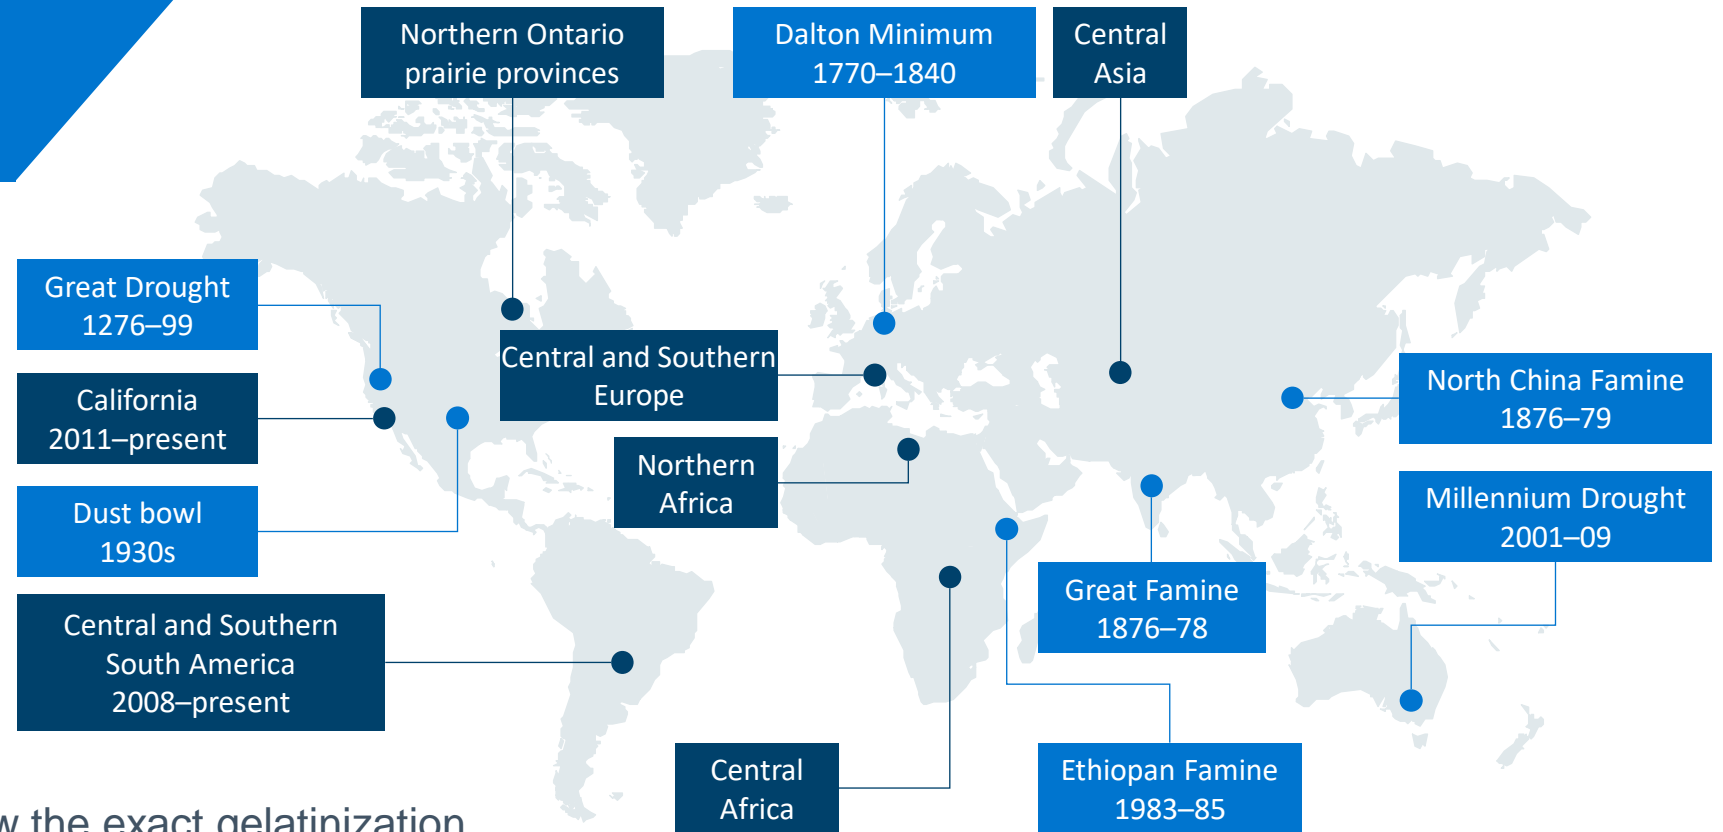 Northern Ontario
prairie provinces
Dalton Minimum
1770–1840
Central
Asia
Great Drought
1276–99
Central and Southern
Europe
North China Famine
1876–79
California
2011–present
Northern
Africa
Millennium Drought
2001–09
Dust bowl
1930s
Great Famine
1876–78
Central and Southern
South America
2008–present
Central
Africa
Ethiopan Famine
1983–85
the exact gelatinization